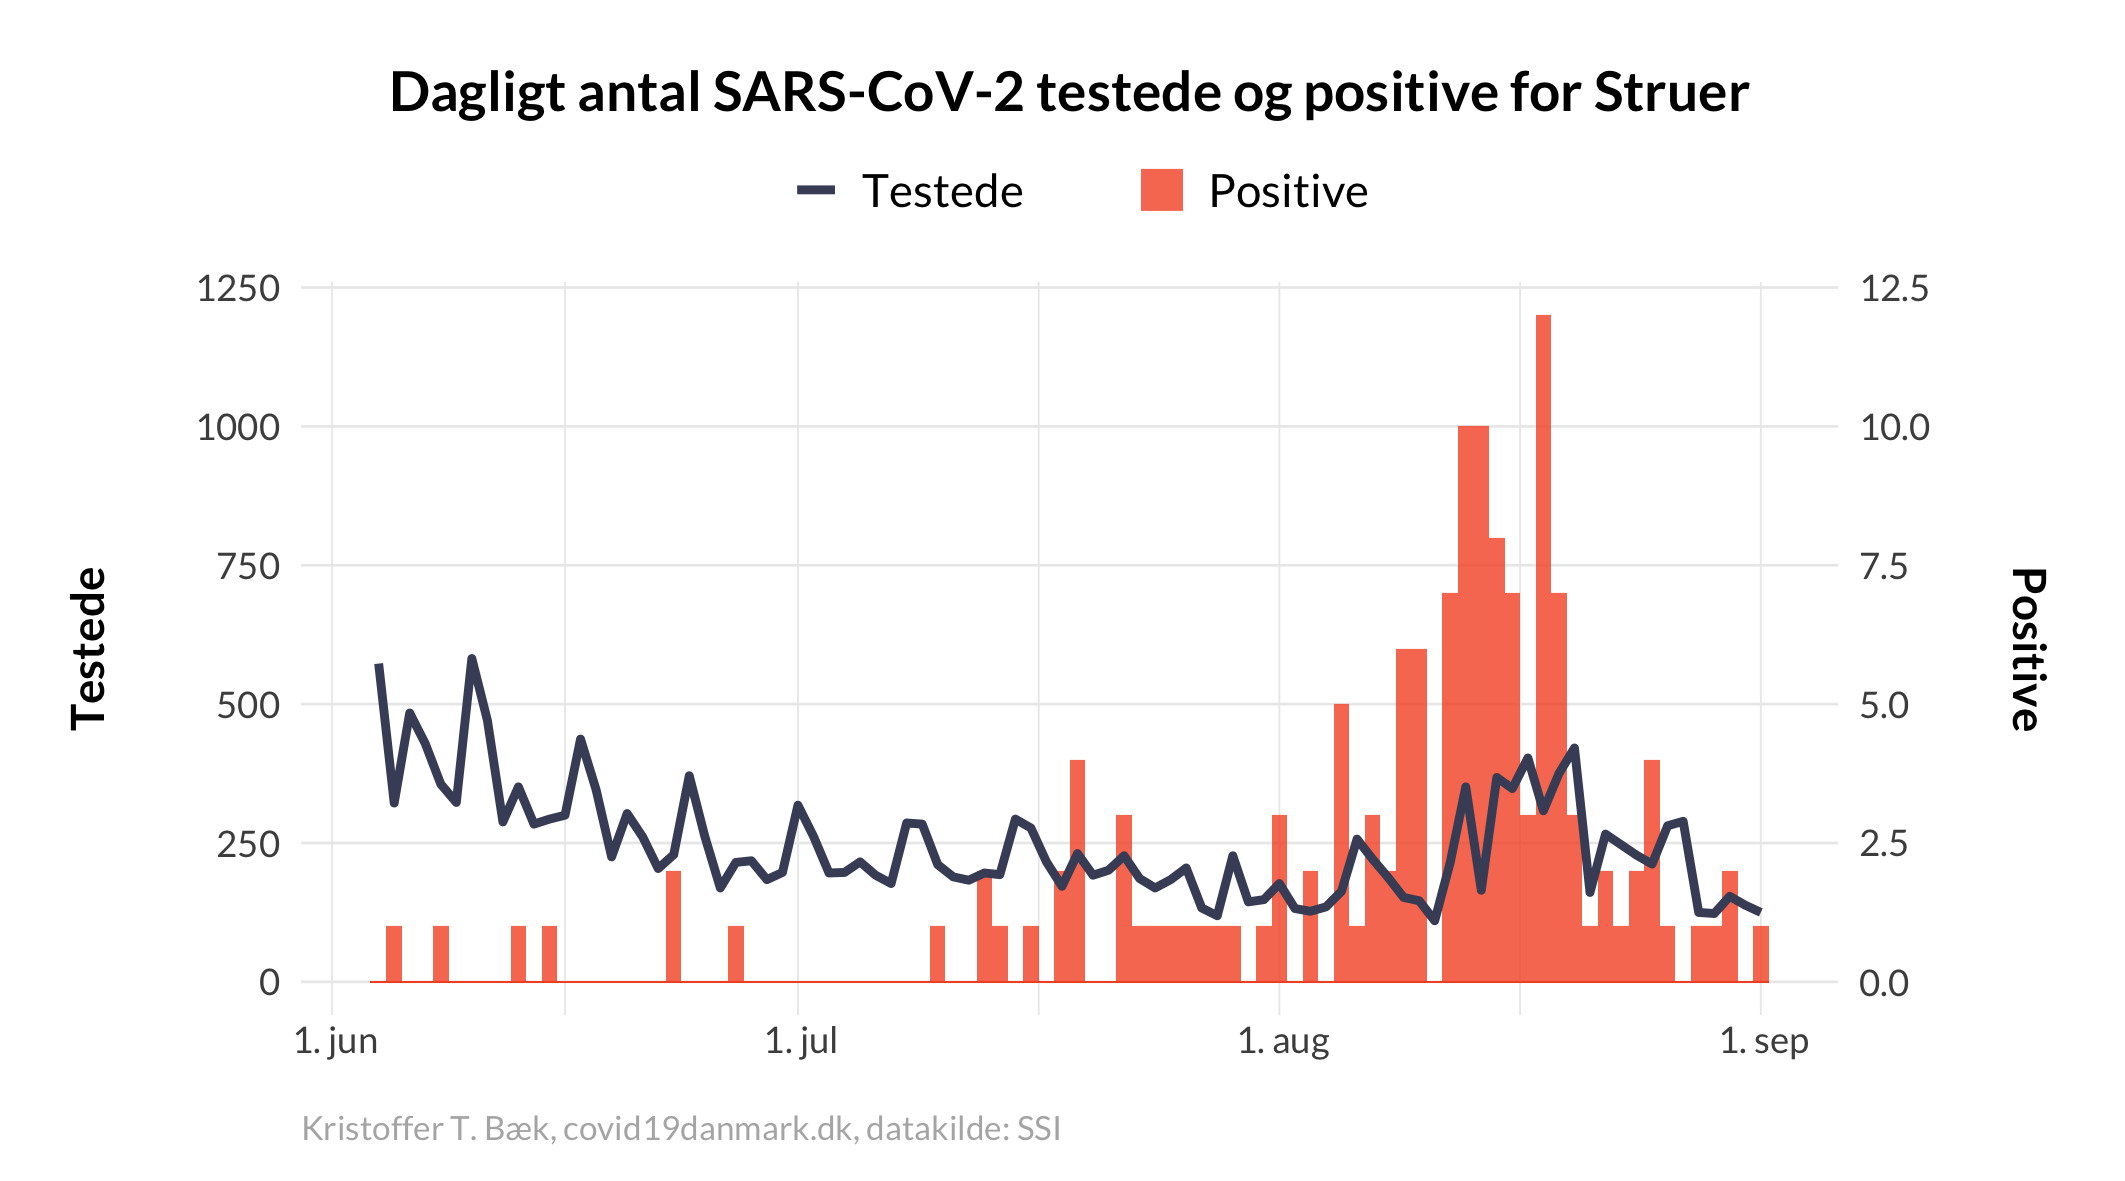 Dagligt antal SARS-CoV-2 testede og positive for Struer
Testede Positive
1250 12.5
1000 10.0
750 7.5
500 5.0
250 2.5
0 0.0
Testede
Positive
1. jun 1. jul 1. aug 1. sep
Kristoffer T. Bæk, covid19danmark.dk, datakilde: SSI